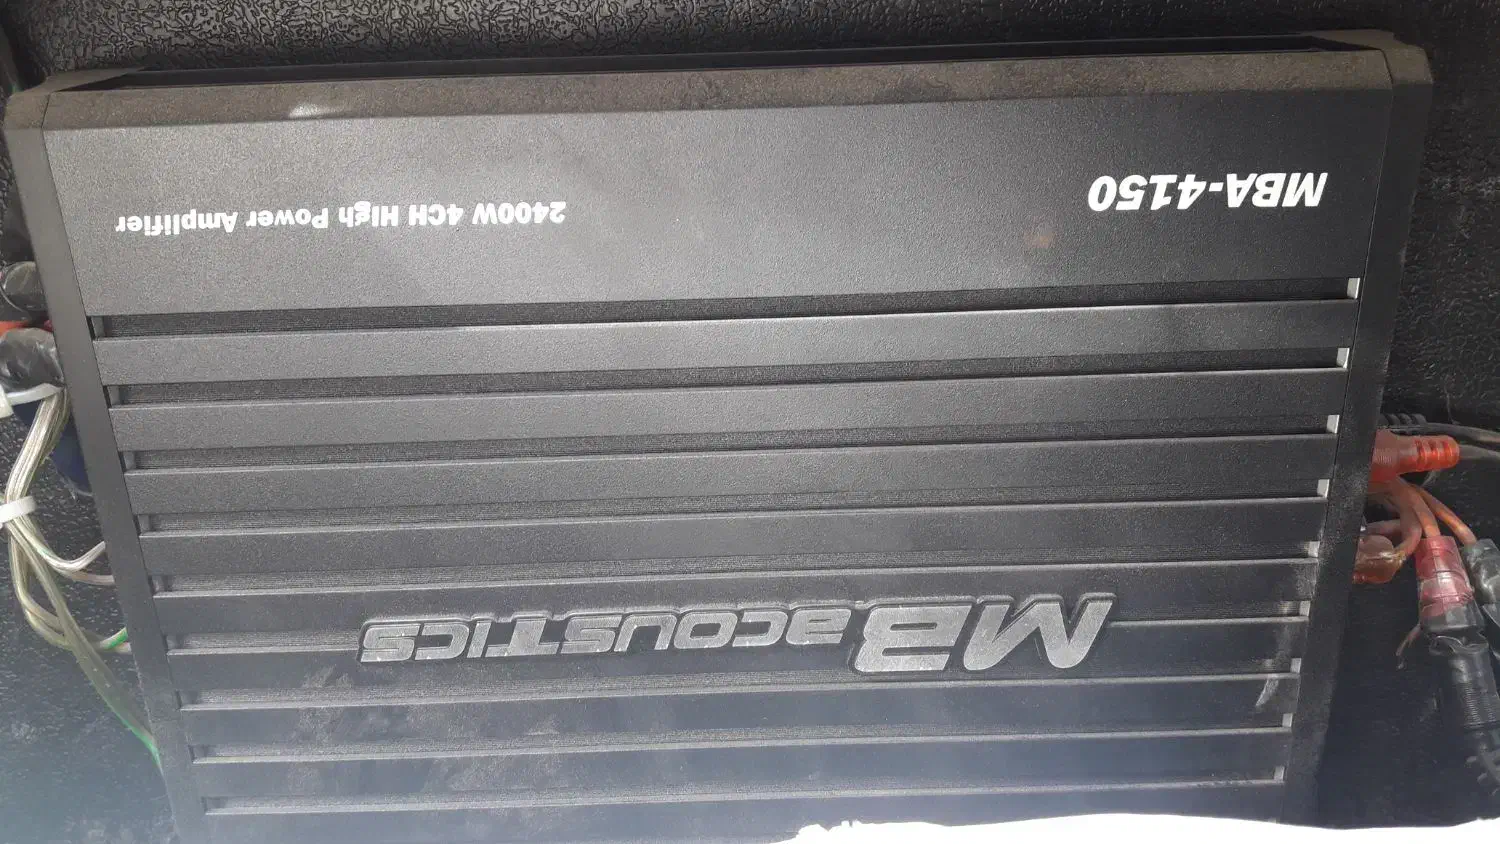 MB acoustics
MBA-4150
2400W 4CH High Power Amplifier